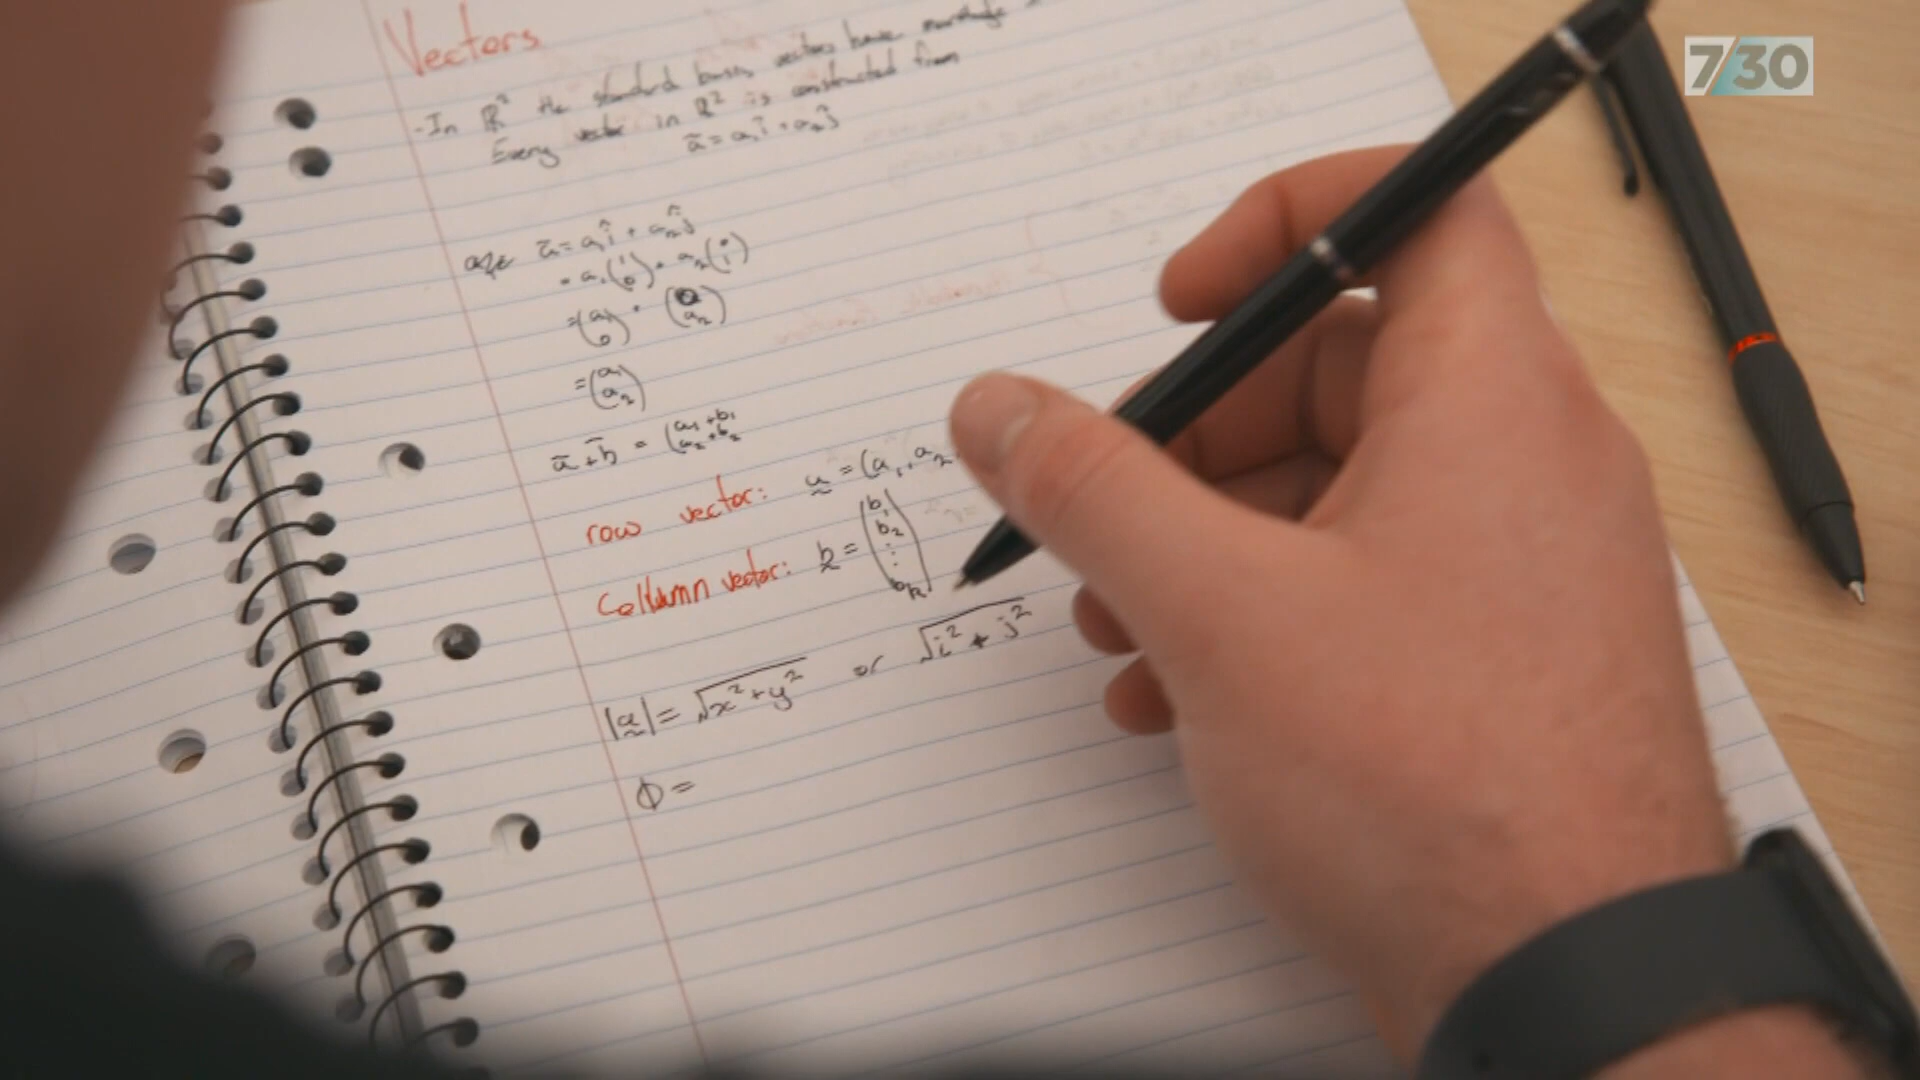 7/30
Vectors
-In ℝ² the standard basis vectors have
Every vector in ℝ² is constructed from
ā = a₁î + a₂ĵ
ā = a₁î + a₂ĵ
= a₁(1 0) + a₂(0 1)
= (a₁ 0) + (0 a₂)
= (a₁ a₂)
ā + b̄ = (a₁+b₁ a₂+b₂
row vector: a = (a₁, a₂,
Collumn vector: b = (b₁ b₂ ⋮ bₙ)
|a| = √x² + y² or √i² + j²
φ =